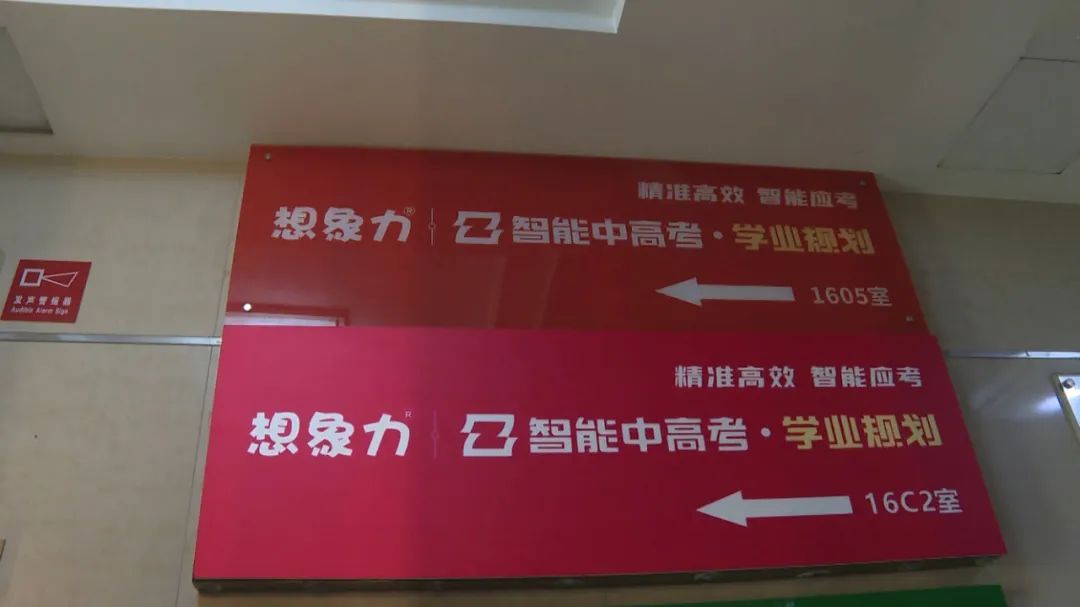 精准高效 智能应考
想象力® 智能中高考·学业规划
1605室
发声警报器
Audible Alarm Sign
精准高效 智能应考
想象力® 智能中高考·学业规划
16C2室